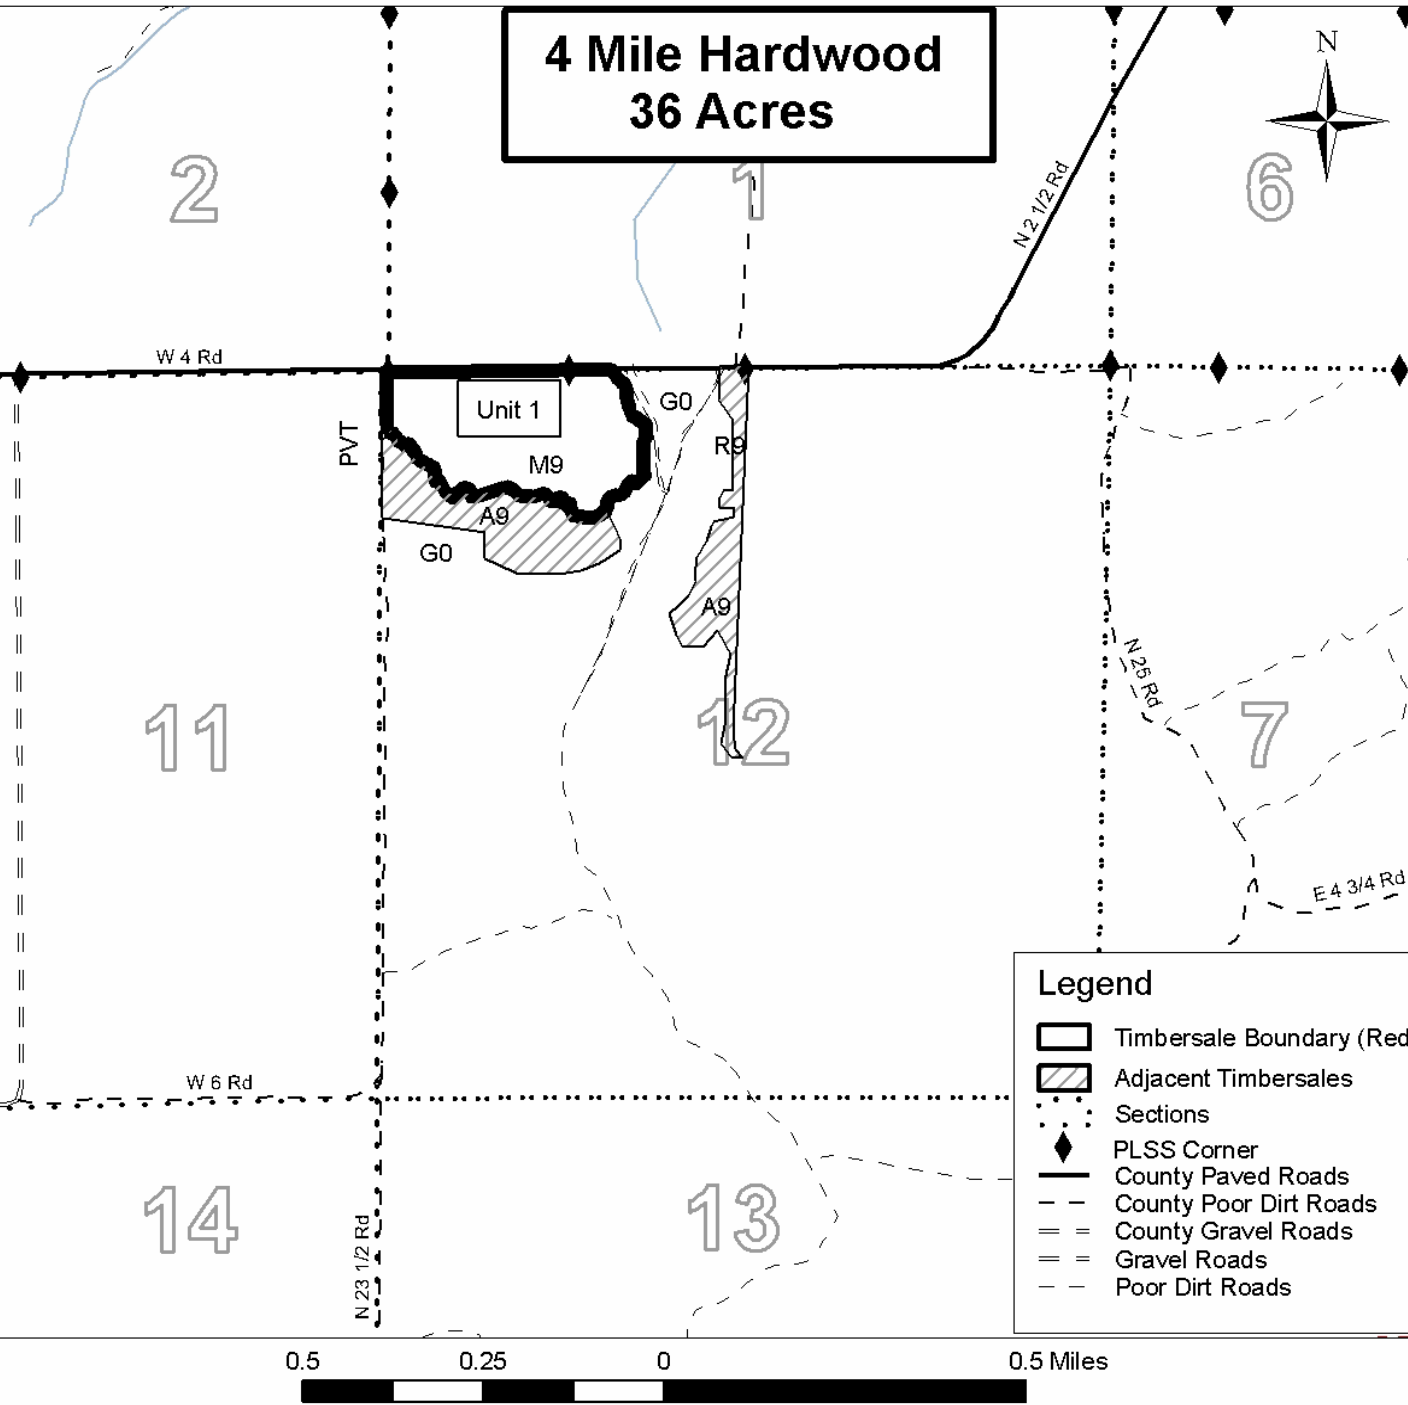 4 Mile Hardwood
36 Acres
N
2
1
6
N 2 1/2 Rd
W 4 Rd
Unit 1
G0
PVT
R9
M9
A9
G0
A9
N 25 Rd
11
12
7
E 4 3/4 Rd
W 6 Rd
14
13
N 23 1/2 Rd
Legend
Timbersale Boundary (Red
Adjacent Timbersales
Sections
PLSS Corner
County Paved Roads
County Poor Dirt Roads
County Gravel Roads
Gravel Roads
Poor Dirt Roads
0.5 0.25 0 0.5 Miles